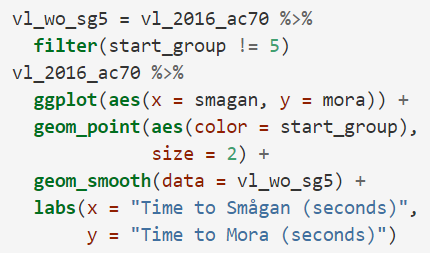 vl_wo_sg5 = vl_2016_ac70 %>%
  filter(start_group != 5)
vl_2016_ac70 %>%
  ggplot(aes(x = smagan, y = mora)) +
  geom_point(aes(color = start_group),
             size = 2) +
  geom_smooth(data = vl_wo_sg5) +
  labs(x = "Time to Smågan (seconds)",
       y = "Time to Mora (seconds)")